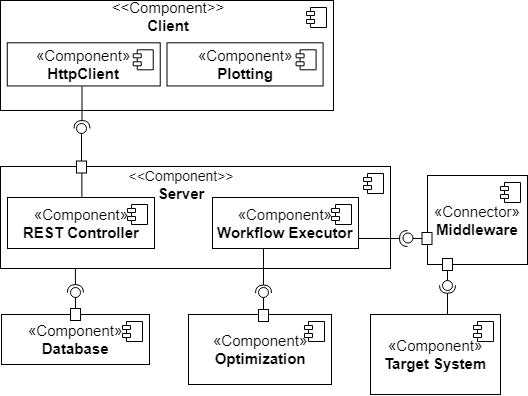 <<Component>>
Client
«Component»
HttpClient
«Component»
Plotting
<<Component>>
Server
«Component»
REST Controller
«Component»
Workflow Executor
«Connector»
Middleware
«Component»
Database
«Component»
Optimization
«Component»
Target System